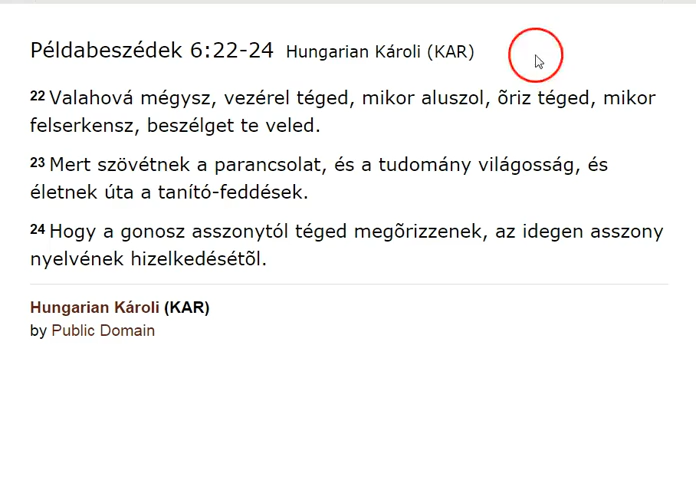 Példabeszédek 6:22-24 Hungarian Károli (KAR)
22 Valahová mégysz, vezérel téged, mikor aluszol, õriz téged, mikor
felserkensz, beszélget te veled.
23 Mert szövétnek a parancsolat, és a tudomány világosság, és
életnek úta a tanító-feddések.
24 Hogy a gonosz asszonytól téged megõrizzenek, az idegen asszony
nyelvének hizelkedésétõl.
Hungarian Károli (KAR)
by Public Domain